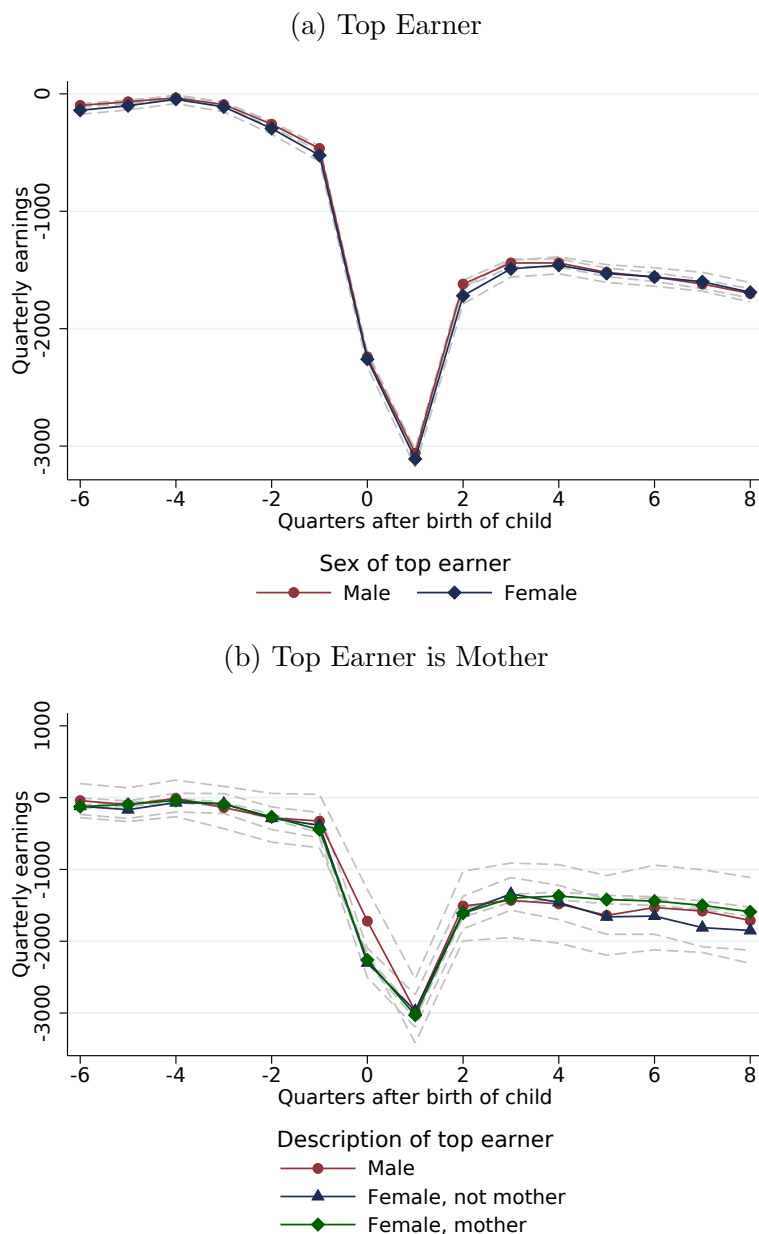 (a) Top Earner
0
-1000
-2000
-3000
Quarterly earnings
-6 -4 -2 0 2 4 6 8
Quarters after birth of child
Sex of top earner
Male Female
(b) Top Earner is Mother
1000
0
-1000
-2000
-3000
Quarterly earnings
-6 -4 -2 0 2 4 6 8
Quarters after birth of child
Description of top earner
Male
Female, not mother
Female, mother